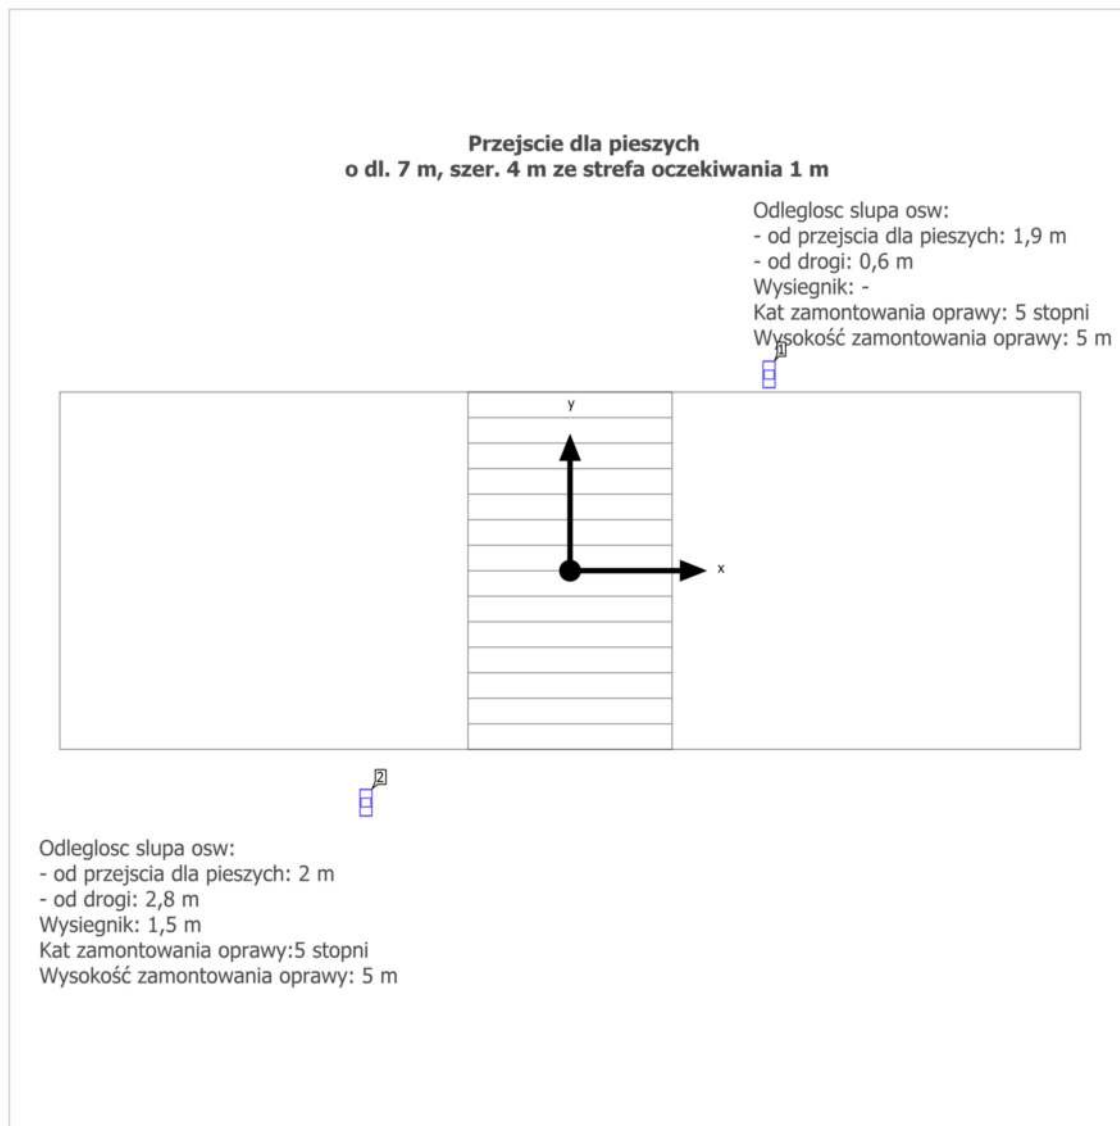 Przejscie dla pieszych
o dl. 7 m, szer. 4 m ze strefa oczekiwania 1 m
Odleglosc slupa osw:
- od przejscia dla pieszych: 1,9 m
- od drogi: 0,6 m
Wysiegnik: -
Kat zamontowania oprawy: 5 stopni
Wysokość zamontowania oprawy: 5 m
1
y
x
2
Odleglosc slupa osw:
- od przejscia dla pieszych: 2 m
- od drogi: 2,8 m
Wysiegnik: 1,5 m
Kat zamontowania oprawy:5 stopni
Wysokość zamontowania oprawy: 5 m